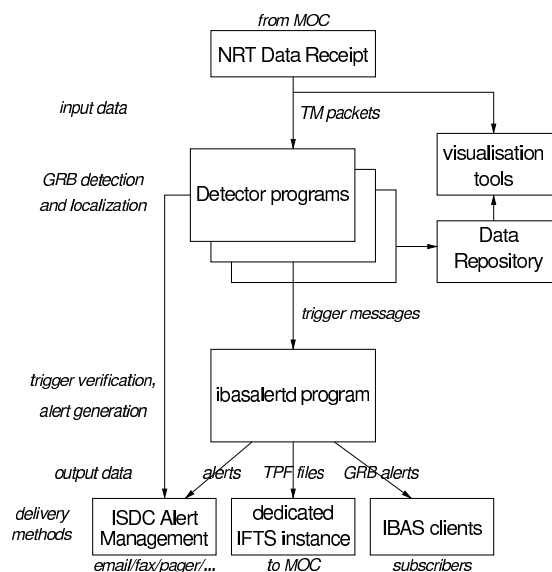 from MOC
NRT Data Receipt
input data
TM packets
visualisation
tools
GRB detection
and localization
Detector programs
Data
Repository
trigger messages
trigger verification,
alert generation
ibasalertd program
output data
alerts
TPF files
GRB alerts
delivery
methods
ISDC Alert
Management
dedicated
IFTS instance
IBAS clients
email/fax/pager/...
to MOC
subscribers